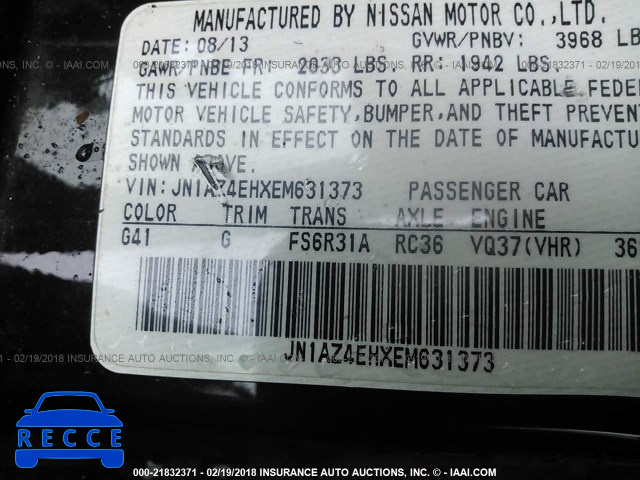 MANUFACTURED BY NISSAN MOTOR CO.,LTD.
DATE: 08/13 GVWR/PNBV: 3968 LB
GAWR/PNBE FR 2033 LBS. RR: 1942 LBS.
THIS VEHICLE CONFORMS TO ALL APPLICABLE FEDE
MOTOR VEHICLE SAFETY, BUMPER, AND THEFT PREVEN
STANDARDS IN EFFECT ON THE DATE OF MANUFACTU
SHOWN ABOVE.
VIN: JN1AZ4EHXEM631373 PASSENGER CAR
COLOR TRIM TRANS AXLE ENGINE
G41 G FS6R31A RC36 VQ37(VHR) 36
JN1AZ4EHXEM631373
RECCE
000-21832371 - 02/19/2018 INSURANCE AUTO AUCTIONS, INC. - © - IAAI.COM